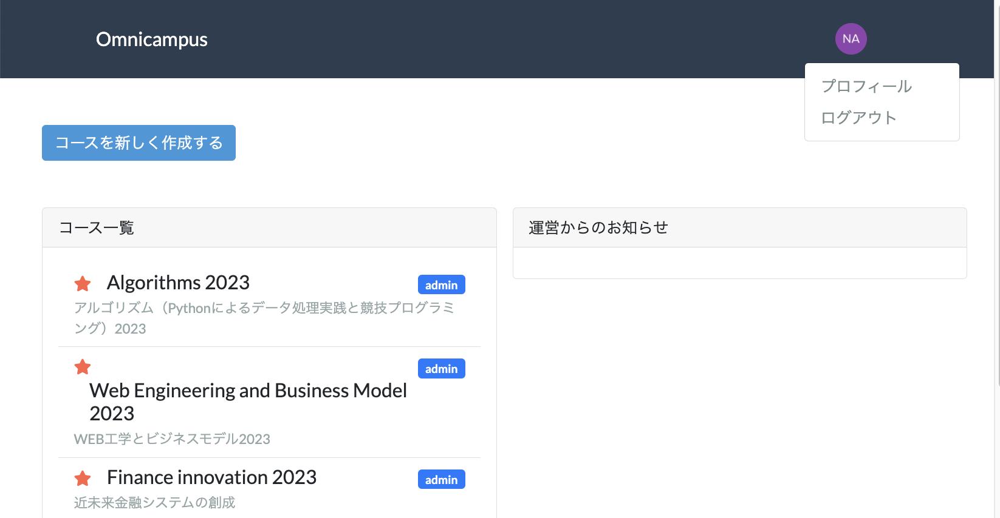 Omnicampus
NA
プロフィール
ログアウト
コースを新しく作成する
コース一覧
Algorithms 2023
admin
アルゴリズム（Pythonによるデータ処理実践と競技プログラミ
ング）2023
admin
Web Engineering and Business Model
2023
WEB工学とビジネスモデル2023
Finance innovation 2023
admin
近未来金融システムの創成
運営からのお知らせ